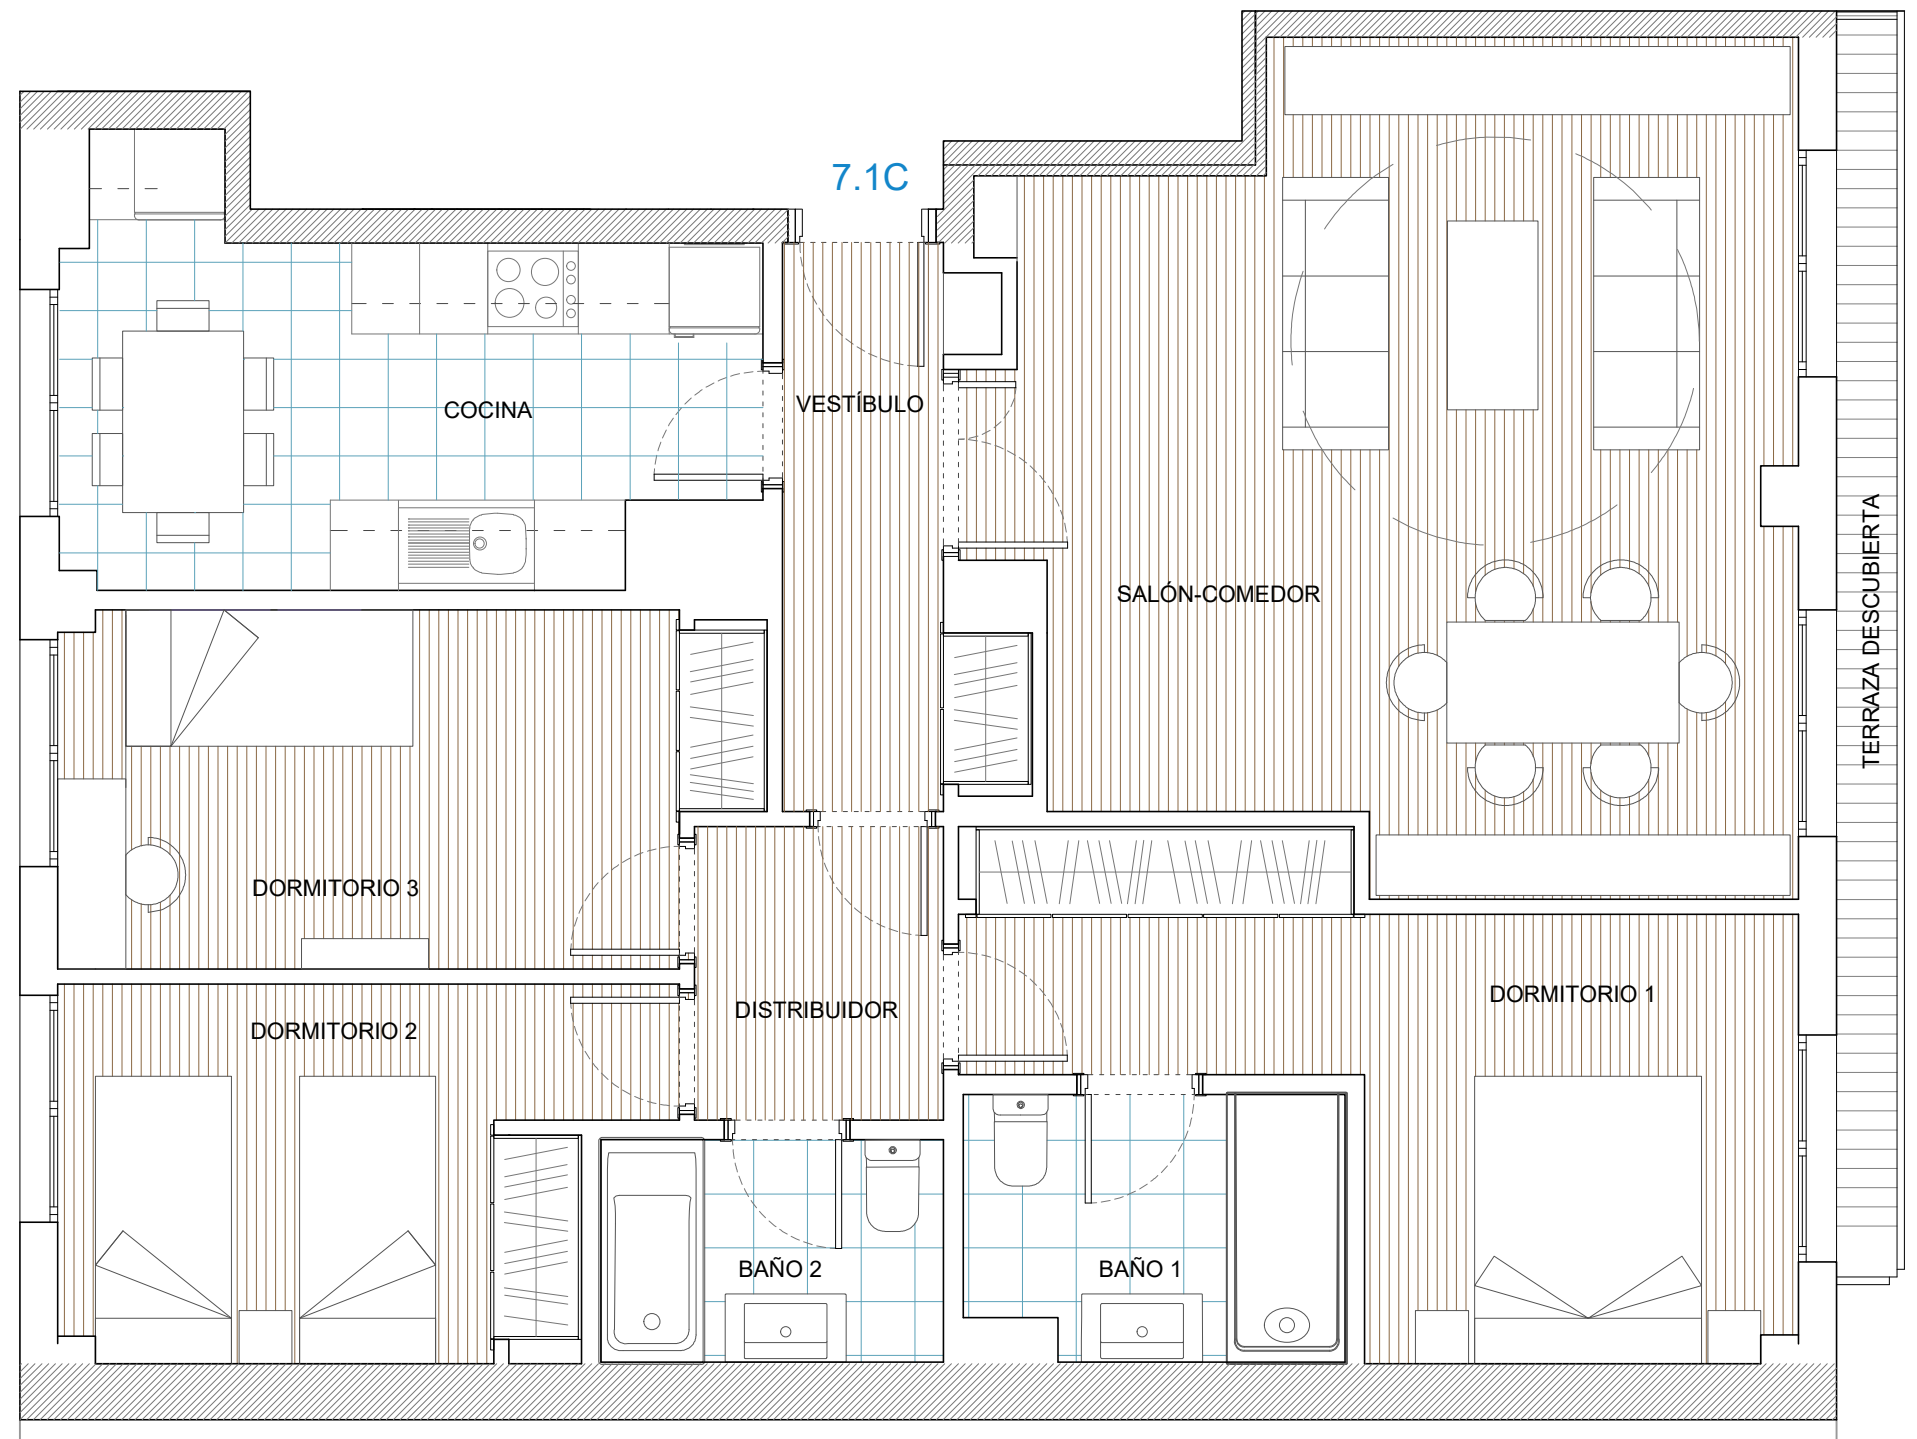 7.1C
COCINA
VESTÍBULO
SALÓN-COMEDOR
TERRAZA DESCUBIERTA
DORMITORIO 3
DORMITORIO 2
DISTRIBUIDOR
DORMITORIO 1
BAÑO 2
BAÑO 1